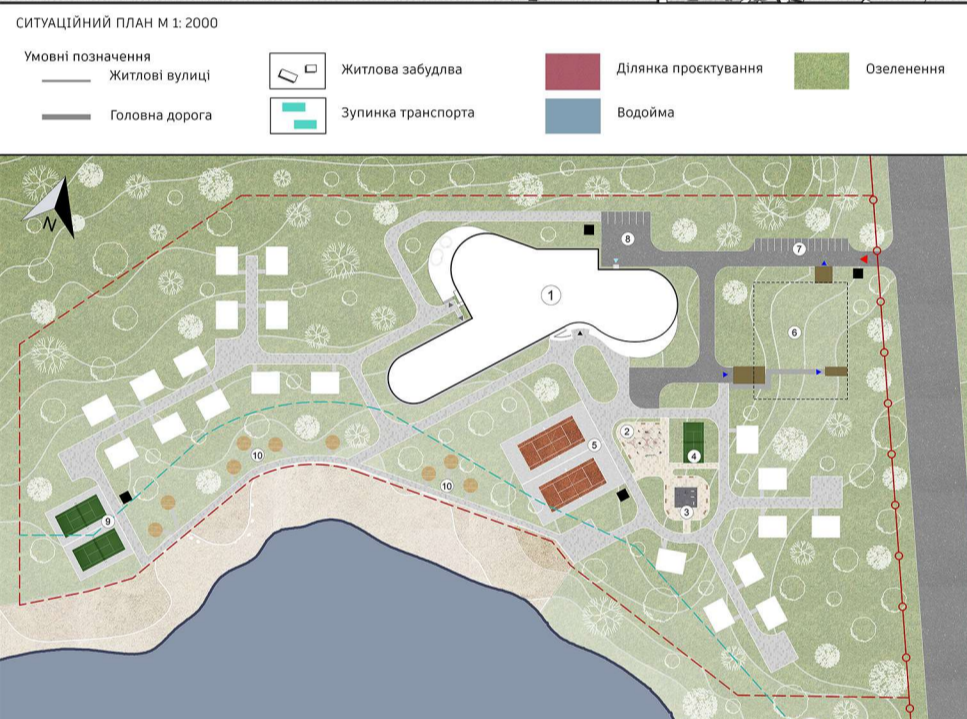 СИТУАЦІЙНИЙ ПЛАН М 1: 2000
Умовні позначення
Житлові вулиці
Головна дорога
Житлова забудлва
Зупинка транспорта
Ділянка проєктування
Водойма
Озеленення
N
8
7
1
6
2
5
4
10
10
3
9